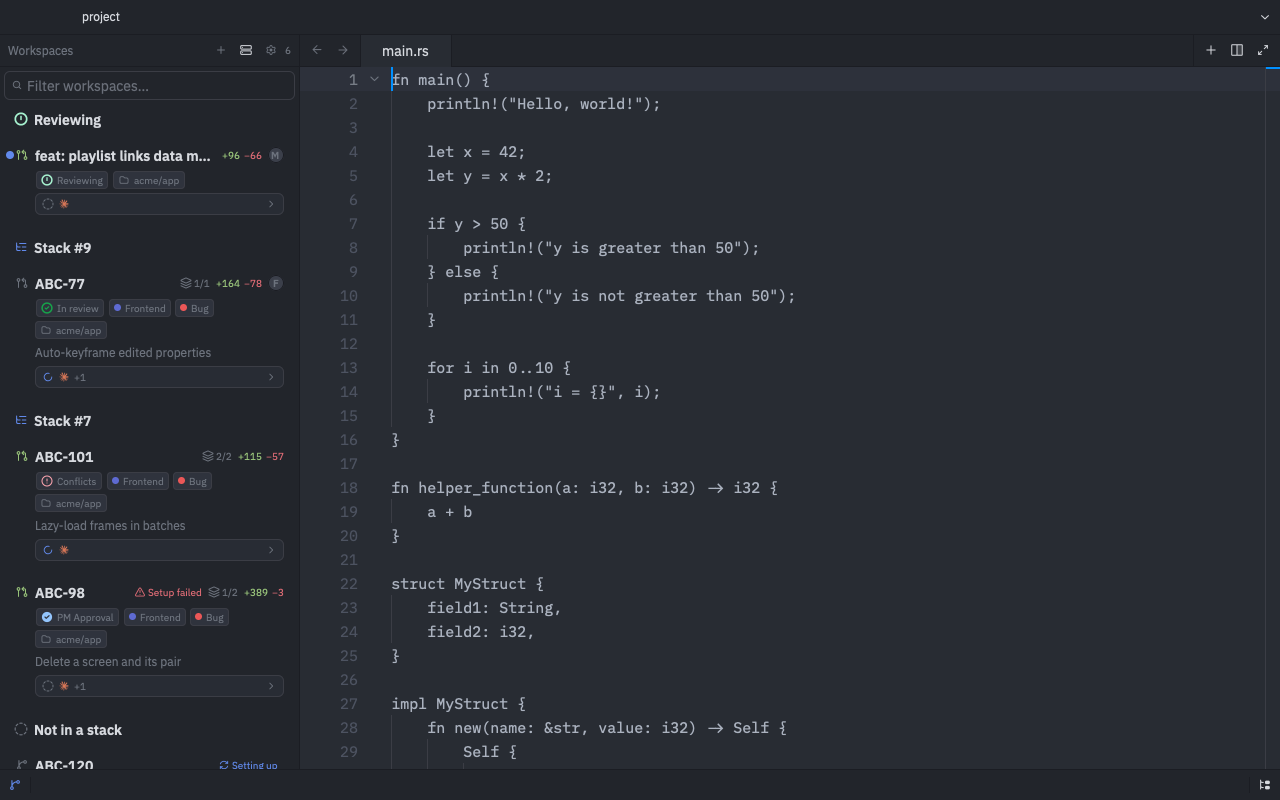 project
Workspaces
6
main.rs
Filter workspaces...
Reviewing
feat: playlist links data m... +96 −66 M
Reviewing acme/app
Stack #9
ABC-77 1/1 +164 −78 F
In review Frontend Bug
acme/app
Auto-keyframe edited properties
+1
Stack #7
ABC-101 2/2 +115 −57
Conflicts Frontend Bug
acme/app
Lazy-load frames in batches
ABC-98 Setup failed 1/2 +389 −3
PM Approval Frontend Bug
acme/app
Delete a screen and its pair
+1
Not in a stack
ABC-120 Setting up
1 fn main() {
2 println!("Hello, world!");
3
4 let x = 42;
5 let y = x * 2;
6
7 if y > 50 {
8 println!("y is greater than 50");
9 } else {
10 println!("y is not greater than 50");
11 }
12
13 for i in 0..10 {
14 println!("i = {}", i);
15 }
16 }
17
18 fn helper_function(a: i32, b: i32) -> i32 {
19 a + b
20 }
21
22 struct MyStruct {
23 field1: String,
24 field2: i32,
25 }
26
27 impl MyStruct {
28 fn new(name: &str, value: i32) -> Self {
29 Self {